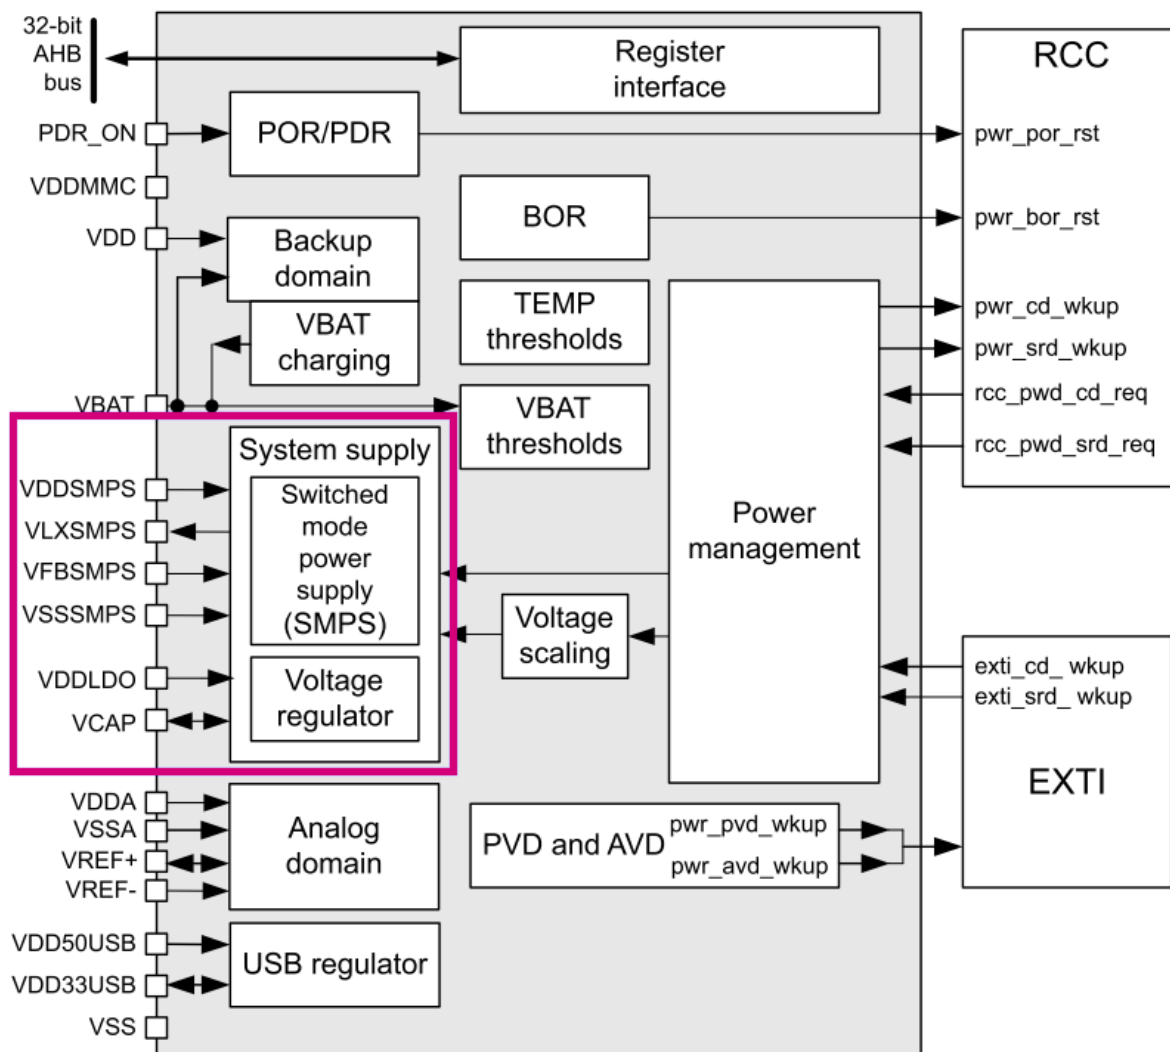 32-bit
AHB
bus
Register
interface
RCC
PDR_ON
POR/PDR
pwr_por_rst
VDDMMC
BOR
pwr_bor_rst
VDD
Backup
domain
TEMP
thresholds
pwr_cd_wkup
VBAT
charging
pwr_srd_wkup
rcc_pwd_cd_req
VBAT
VBAT
thresholds
rcc_pwd_srd_req
System supply
VDDSMPS
VLXSMPS
VFBSMPS
VSSSMPS
Switched
mode
power
supply
(SMPS)
Power
management
Voltage
scaling
VDDLDO
VCAP
Voltage
regulator
exti_cd_ wkup
exti_srd_ wkup
EXTI
VDDA
VSSA
VREF+
VREF-
Analog
domain
PVD and AVD
pwr_pvd_wkup
pwr_avd_wkup
VDD50USB
VDD33USB
USB regulator
VSS